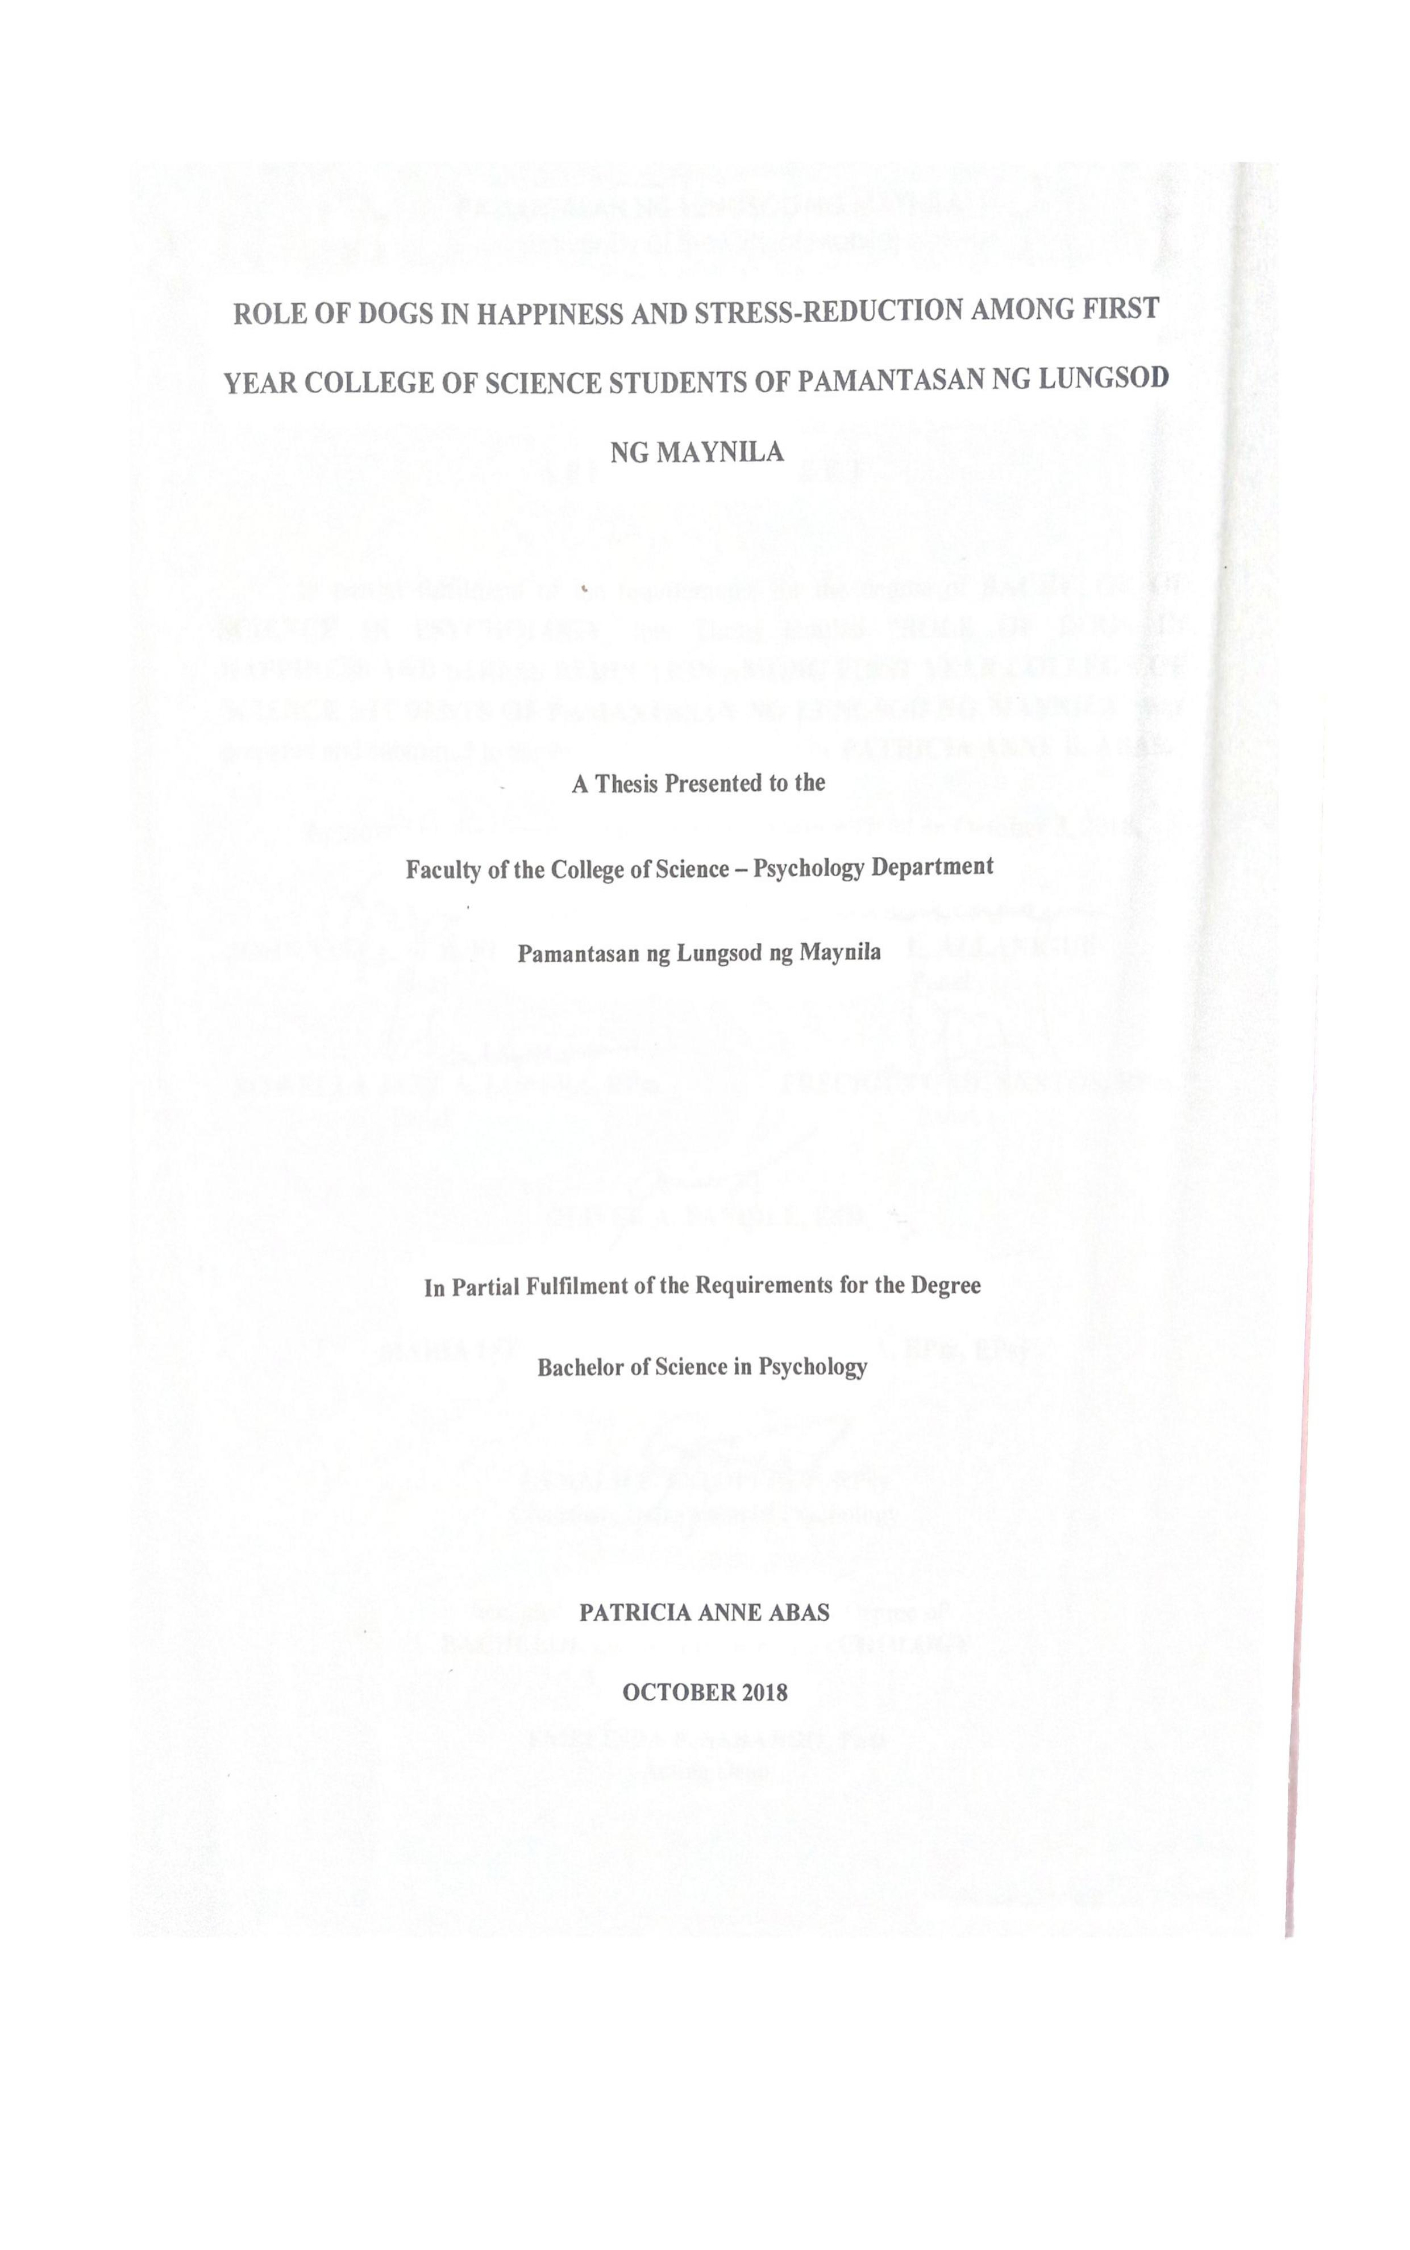 ROLE OF DOGS IN HAPPINESS AND STRESS-REDUCTION AMONG FIRST
YEAR COLLEGE OF SCIENCE STUDENTS OF PAMANTASAN NG LUNGSOD
NG MAYNILA
A Thesis Presented to the
Faculty of the College of Science – Psychology Department
Pamantasan ng Lungsod ng Maynila
In Partial Fulfilment of the Requirements for the Degree
Bachelor of Science in Psychology
PATRICIA ANNE ABAS
OCTOBER 2018